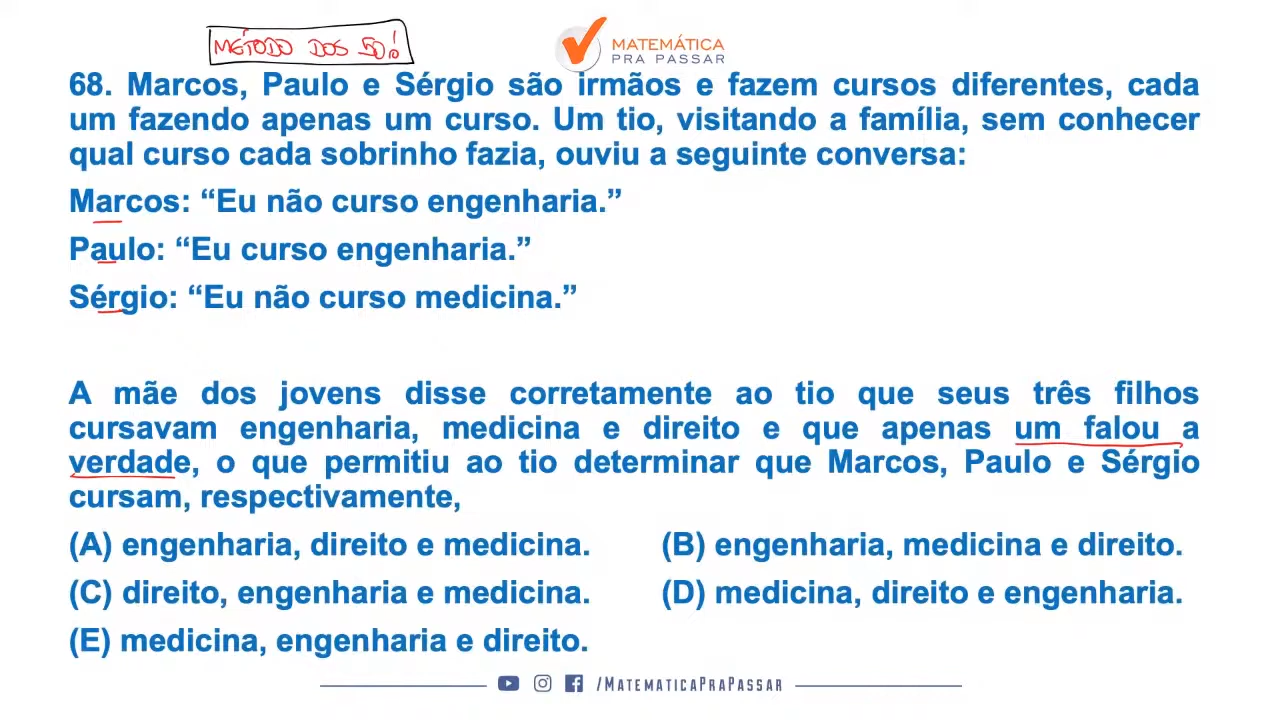 MÉTODO DOS 50%
MATEMÁTICA
PRA PASSAR
68. Marcos, Paulo e Sérgio são irmãos e fazem cursos diferentes, cada
um fazendo apenas um curso. Um tio, visitando a família, sem conhecer
qual curso cada sobrinho fazia, ouviu a seguinte conversa:
Marcos: “Eu não curso engenharia.”
Paulo: “Eu curso engenharia.”
Sérgio: “Eu não curso medicina.”
A mãe dos jovens disse corretamente ao tio que seus três filhos
cursavam engenharia, medicina e direito e que apenas um falou a
verdade, o que permitiu ao tio determinar que Marcos, Paulo e Sérgio
cursam, respectivamente,
(A) engenharia, direito e medicina. (B) engenharia, medicina e direito.
(C) direito, engenharia e medicina. (D) medicina, direito e engenharia.
(E) medicina, engenharia e direito.
/MATEMATICAPRAPASSAR